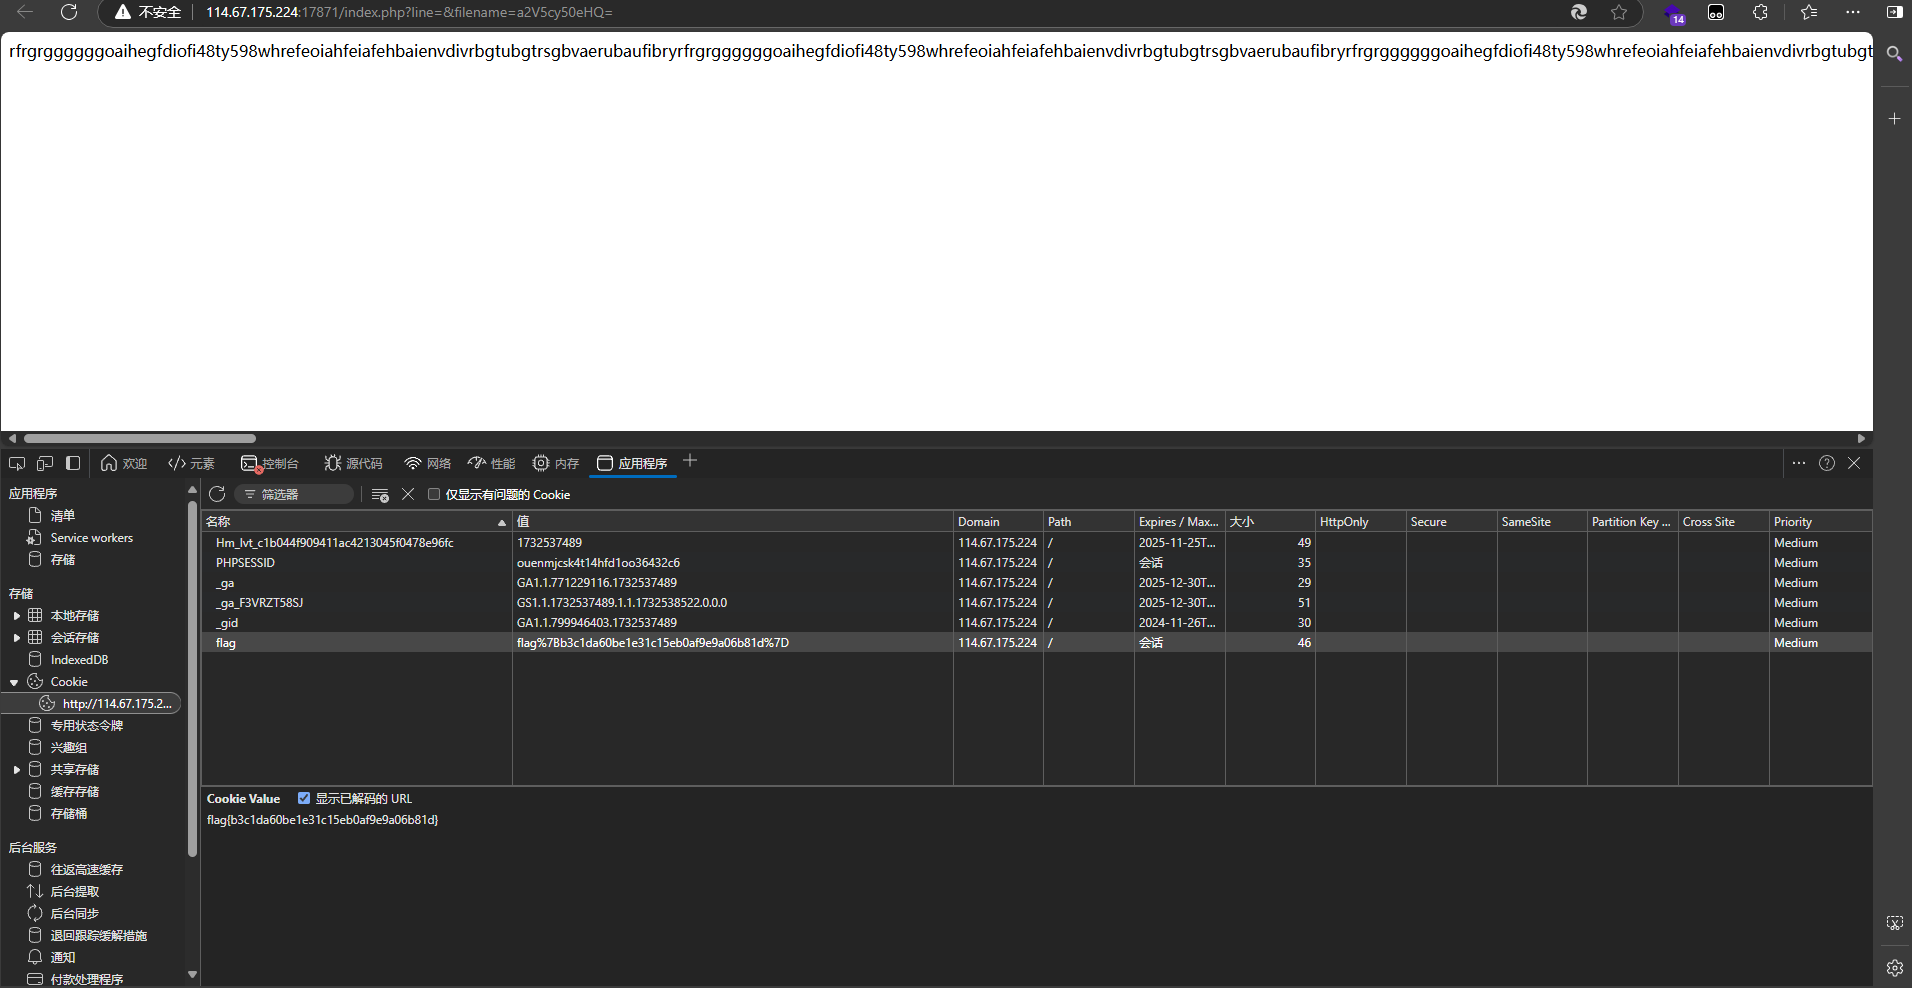 不安全 114.67.175.224:17871/index.php?line=&filename=a2V5cy50eHQ=
14
rfrgrggggggoaihegfdiofi48ty598whrefeoiahfeiafehbaienvdivrbgtubgtrsgbvaerubaufibryrfrgrggggggoaihegfdiofi48ty598whrefeoiahfeiafehbaienvdivrbgtubgtrsgbvaerubaufibryrfrgrggggggoaihegfdiofi48ty598whrefeoiahfeiafehbaienvdivrbgtubgt
欢迎 元素 控制台 源代码 网络 性能 内存 应用程序
应用程序
清单
Service workers
存储
存储
本地存储
会话存储
IndexedDB
Cookie
http://114.67.175.2...
专用状态令牌
兴趣组
共享存储
缓存存储
存储桶
后台服务
往返高速缓存
后台提取
后台同步
退回跟踪缓解措施
通知
付款处理程序
筛选器 仅显示有问题的 Cookie
名称 值 Domain Path Expires / Max... 大小 HttpOnly Secure SameSite Partition Key ... Cross Site Priority
Hm_lvt_c1b044f909411ac4213045f0478e96fc 1732537489 114.67.175.224 / 2025-11-25T... 49 Medium
PHPSESSID ouenmjcsk4t14hfd1oo36432c6 114.67.175.224 / 会话 35 Medium
_ga GA1.1.771229116.1732537489 114.67.175.224 / 2025-12-30T... 29 Medium
_ga_F3VRZT58SJ GS1.1.1732537489.1.1.1732538522.0.0.0 114.67.175.224 / 2025-12-30T... 51 Medium
_gid GA1.1.799946403.1732537489 114.67.175.224 / 2024-11-26T... 30 Medium
flag flag%7Bb3c1da60be1e31c15eb0af9e9a06b81d%7D 114.67.175.224 / 会话 46 Medium
Cookie Value 显示已解码的 URL
flag{b3c1da60be1e31c15eb0af9e9a06b81d}